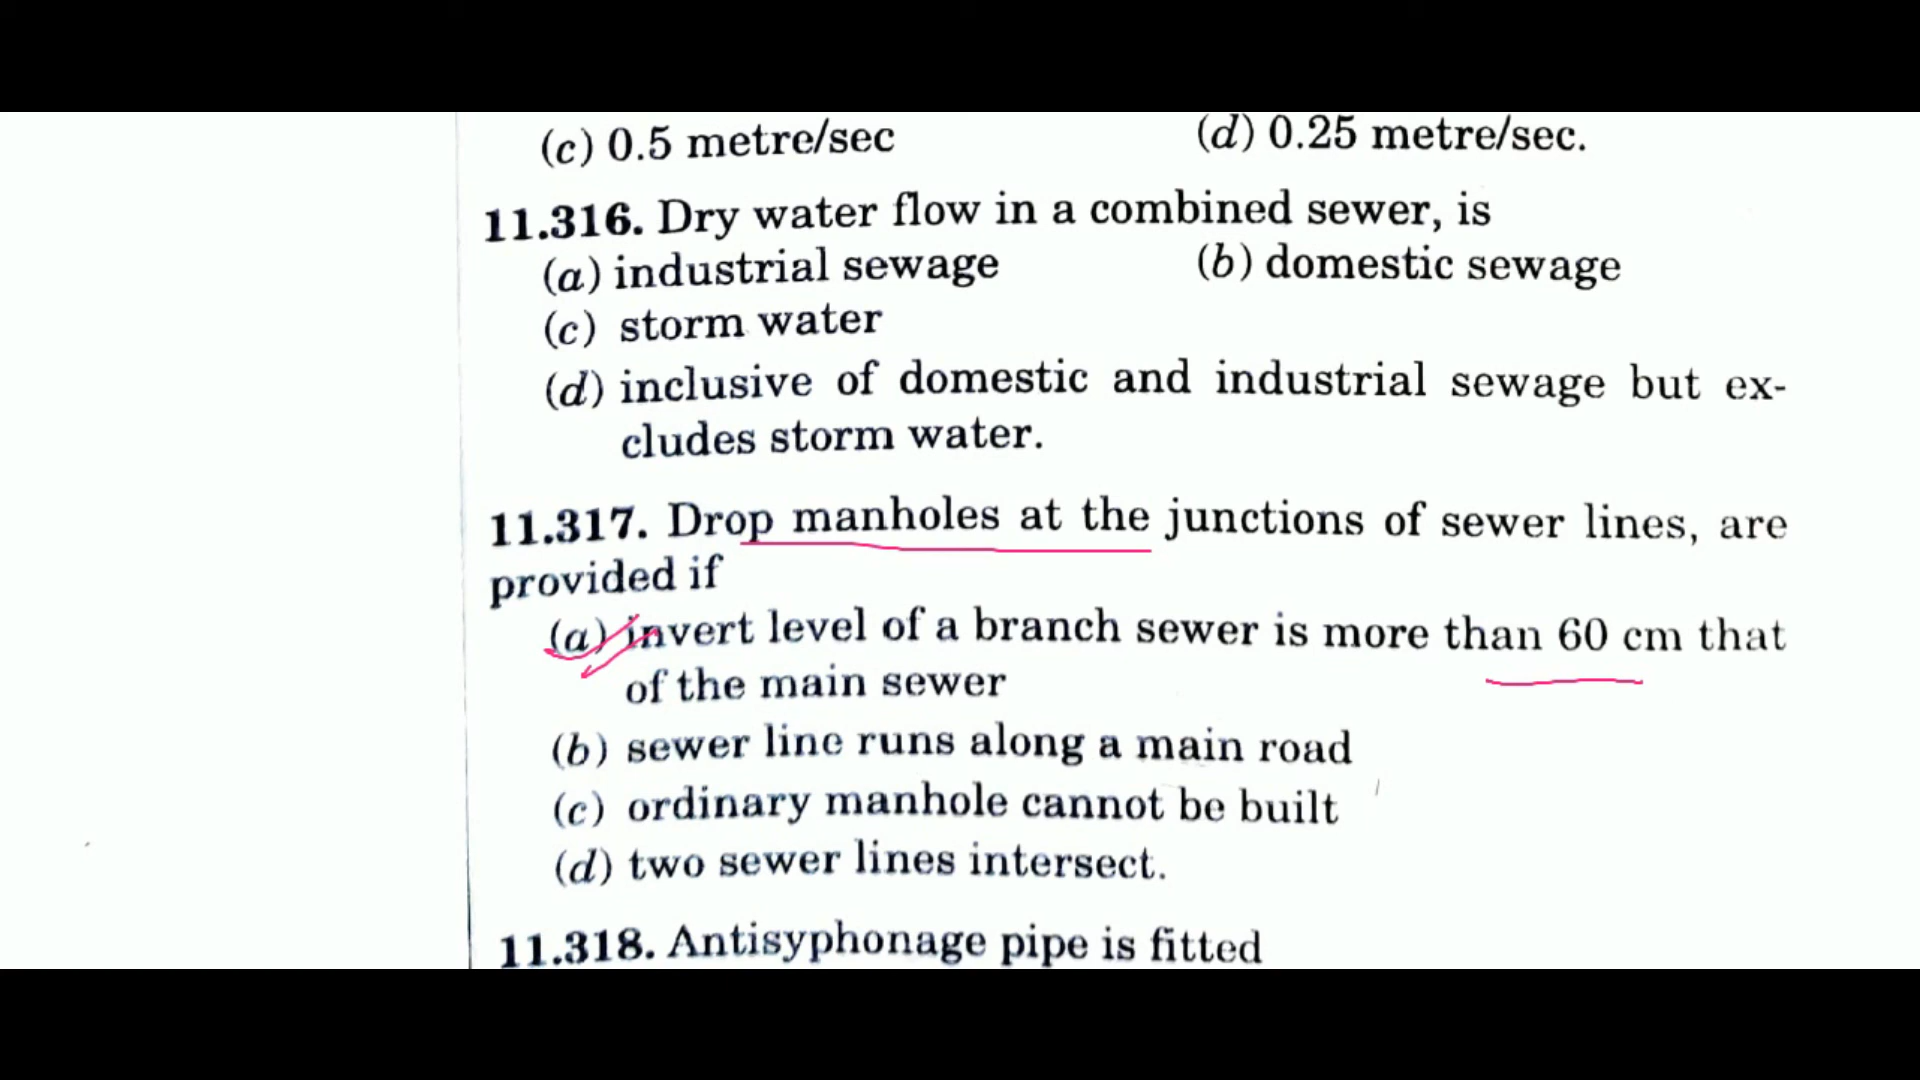 (c) 0.5 metre/sec (d) 0.25 metre/sec.
11.316. Dry water flow in a combined sewer, is
(a) industrial sewage (b) domestic sewage
(c) storm water
(d) inclusive of domestic and industrial sewage but ex-
cludes storm water.
11.317. Drop manholes at the junctions of sewer lines, are
provided if
(a) invert level of a branch sewer is more than 60 cm that
of the main sewer
(b) sewer line runs along a main road
(c) ordinary manhole cannot be built
(d) two sewer lines intersect.
11.318. Antisyphonage pipe is fitted